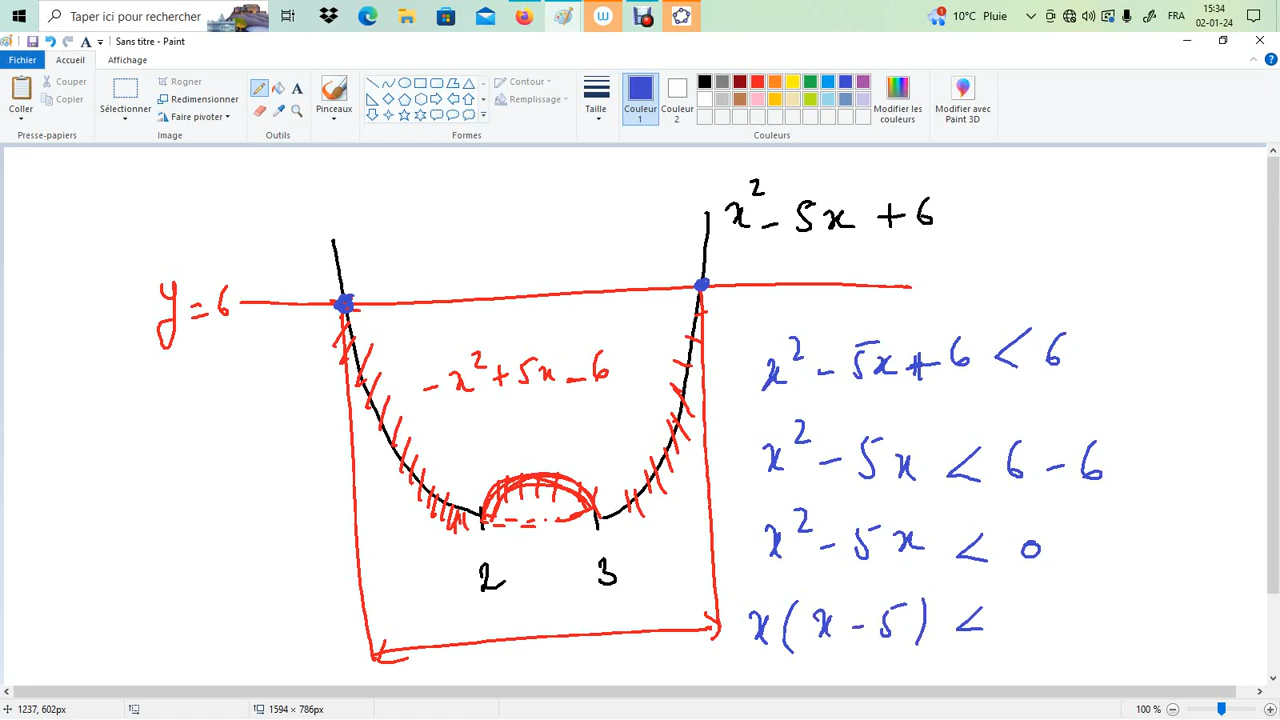 Taper ici pour rechercher
10°C Pluie
FRA
15:34
02-01-24
Sans titre - Paint
Fichier
Accueil
Affichage
Coller
Couper
Copier
Presse-papiers
Sélectionner
Rogner
Redimensionner
Faire pivoter
Image
Outils
Pinceaux
Contour
Remplissage
Formes
Taille
Couleur 1
Couleur 2
Modifier les couleurs
Couleurs
Modifier avec Paint 3D
x² - 5x + 6
y = 6
-x² + 5x - 6
x² - 5x + 6 < 6
x² - 5x < 6 - 6
x² - 5x < 0
x(x - 5) <
2 3
1237, 602px
1594 × 786px
100 %